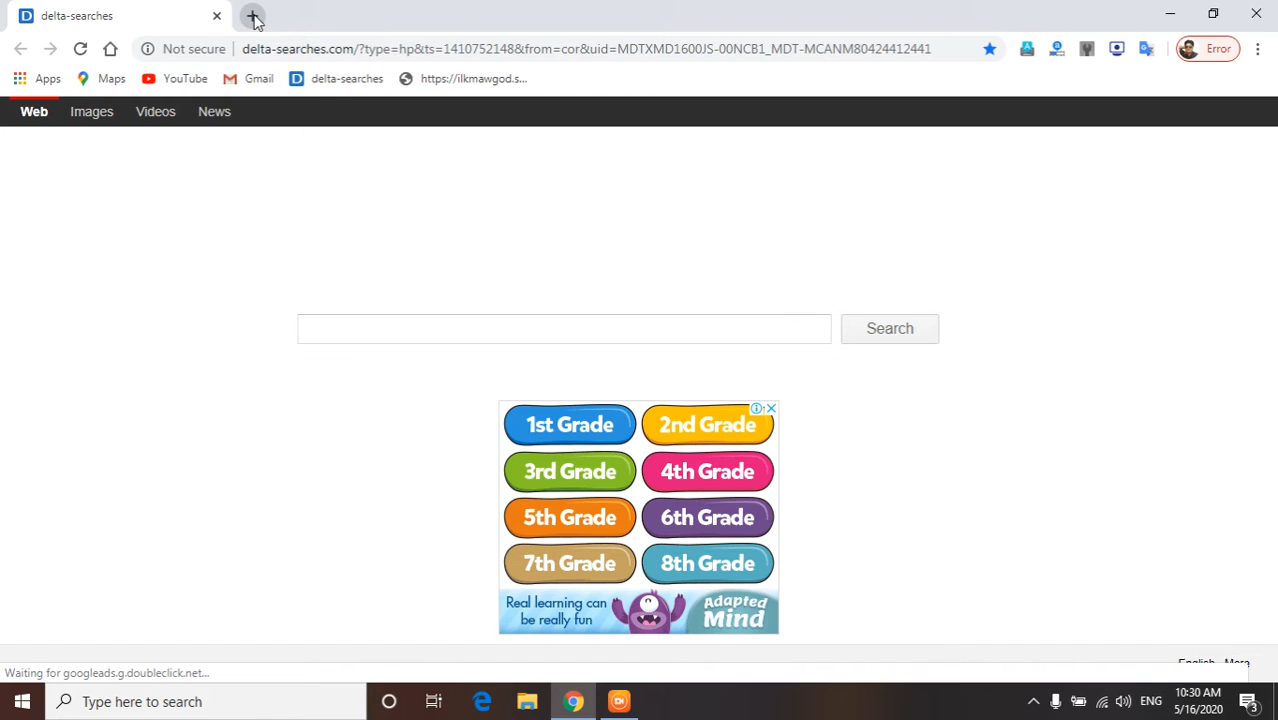 delta-searches
Not secure delta-searches.com/?type=hp&ts=1410752148&from=cor&uid=MDTXMD1600JS-00NCB1_MDT-MCANM80424412441 Error
Apps Maps YouTube Gmail delta-searches https://ilkmawgod.s...
Web Images Videos News
Search
1st Grade 2nd Grade
3rd Grade 4th Grade
5th Grade 6th Grade
7th Grade 8th Grade
Real learning can
be really fun
Adapted
Mind
English More
Waiting for googleads.g.doubleclick.net...
Type here to search
ENG
10:30 AM
5/16/2020
3